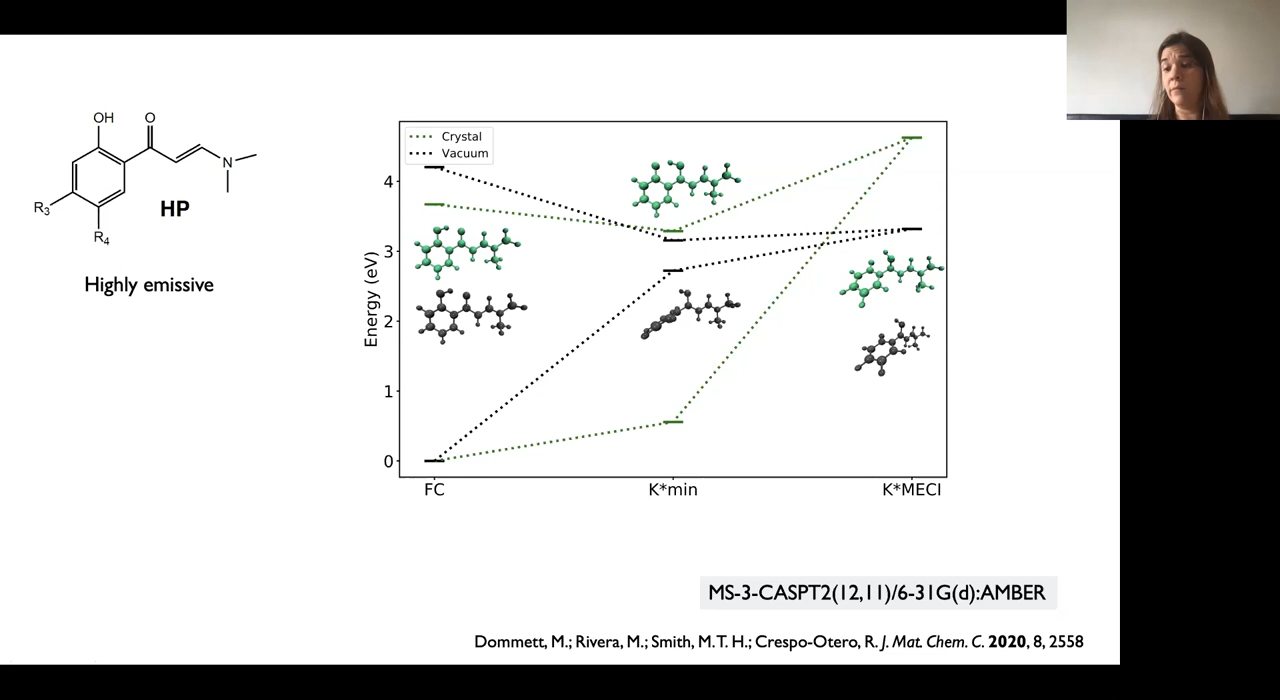 OH
O
N
R3
HP
R4
Highly emissive
Crystal
Vacuum
4
3
2
1
0
Energy (eV)
FC
K*min
K*MECI
MS-3-CASPT2(12,11)/6-31G(d):AMBER
Dommett, M.; Rivera, M.; Smith, M. T. H.; Crespo-Otero, R. J. Mat. Chem. C. 2020, 8, 2558